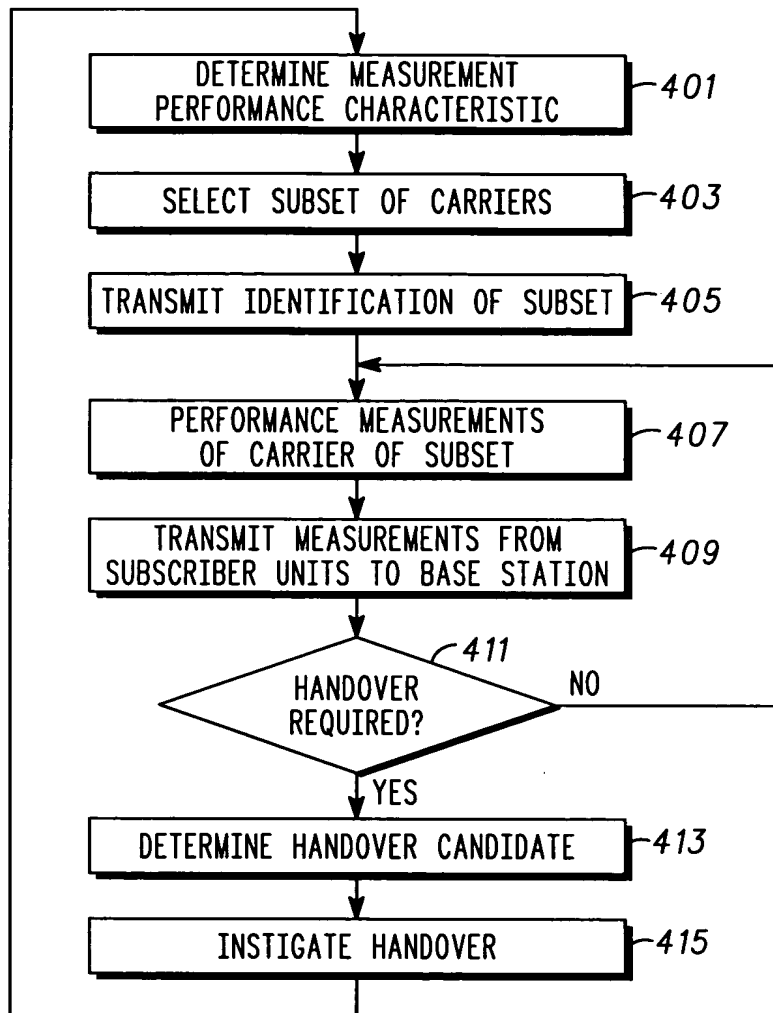 DETERMINE MEASUREMENT
PERFORMANCE CHARACTERISTIC
401
SELECT SUBSET OF CARRIERS
403
TRANSMIT IDENTIFICATION OF SUBSET
405
PERFORMANCE MEASUREMENTS
OF CARRIER OF SUBSET
407
TRANSMIT MEASUREMENTS FROM
SUBSCRIBER UNITS TO BASE STATION
409
411
HANDOVER
REQUIRED?
NO
YES
DETERMINE HANDOVER CANDIDATE
413
INSTIGATE HANDOVER
415